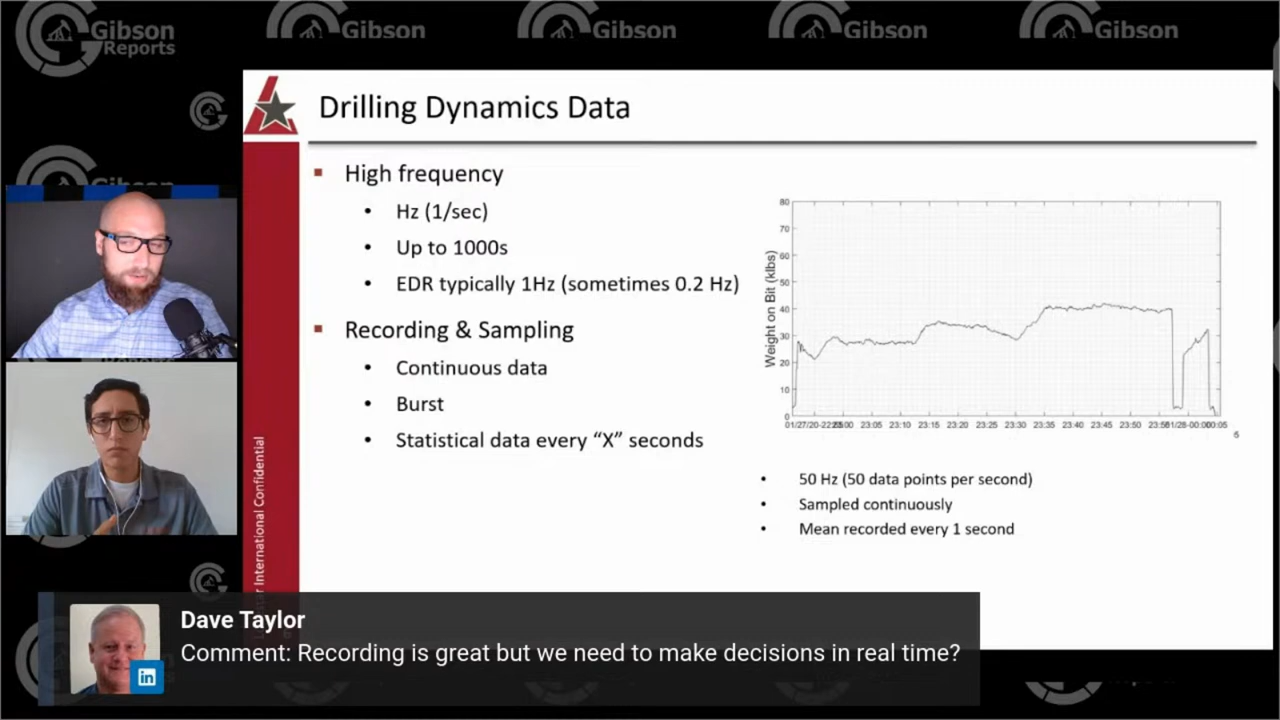 Gibson
Reports
Gibson
Gibson
Gibson
Gibson
Gibson
Drilling Dynamics Data
High frequency
• Hz (1/sec)
• Up to 1000s
• EDR typically 1Hz (sometimes 0.2 Hz)
Recording & Sampling
• Continuous data
• Burst
• Statistical data every “X” seconds
International Confidential
Weight on Bit (klbs)
80
70
60
50
40
30
20
10
0
23:05 23:10 23:15 23:20 23:25 23:30 23:35 23:40 23:45 23:50
6
• 50 Hz (50 data points per second)
• Sampled continuously
• Mean recorded every 1 second
Dave Taylor
Comment: Recording is great but we need to make decisions in real time?
in